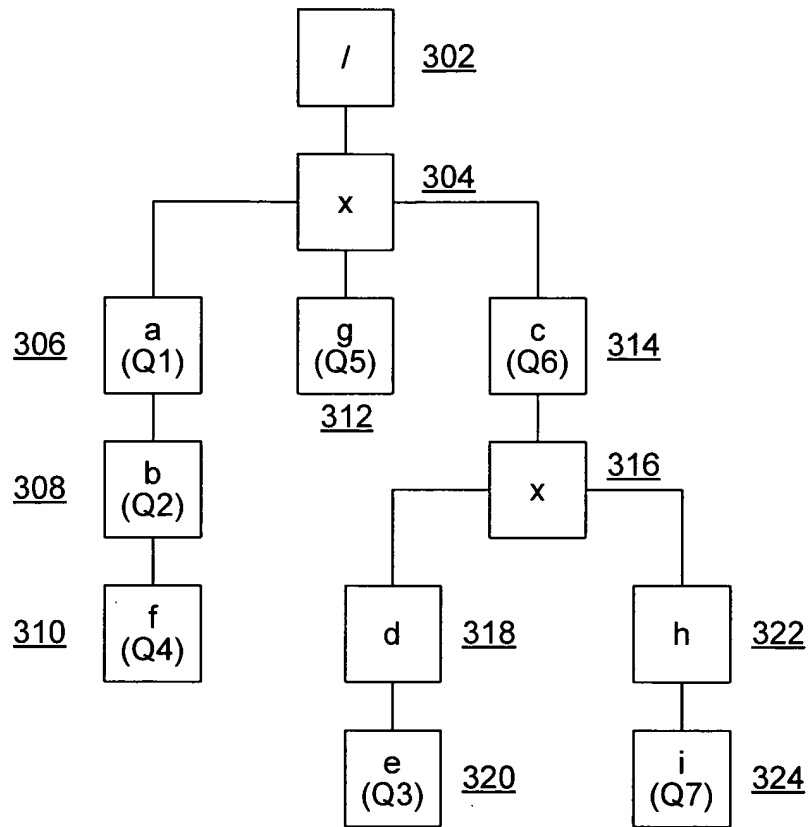 /
302
x
304
306
a
(Q1)
g
(Q5)
312
c
(Q6)
314
308
b
(Q2)
x
316
310
f
(Q4)
d
318
h
322
e
(Q3)
320
i
(Q7)
324